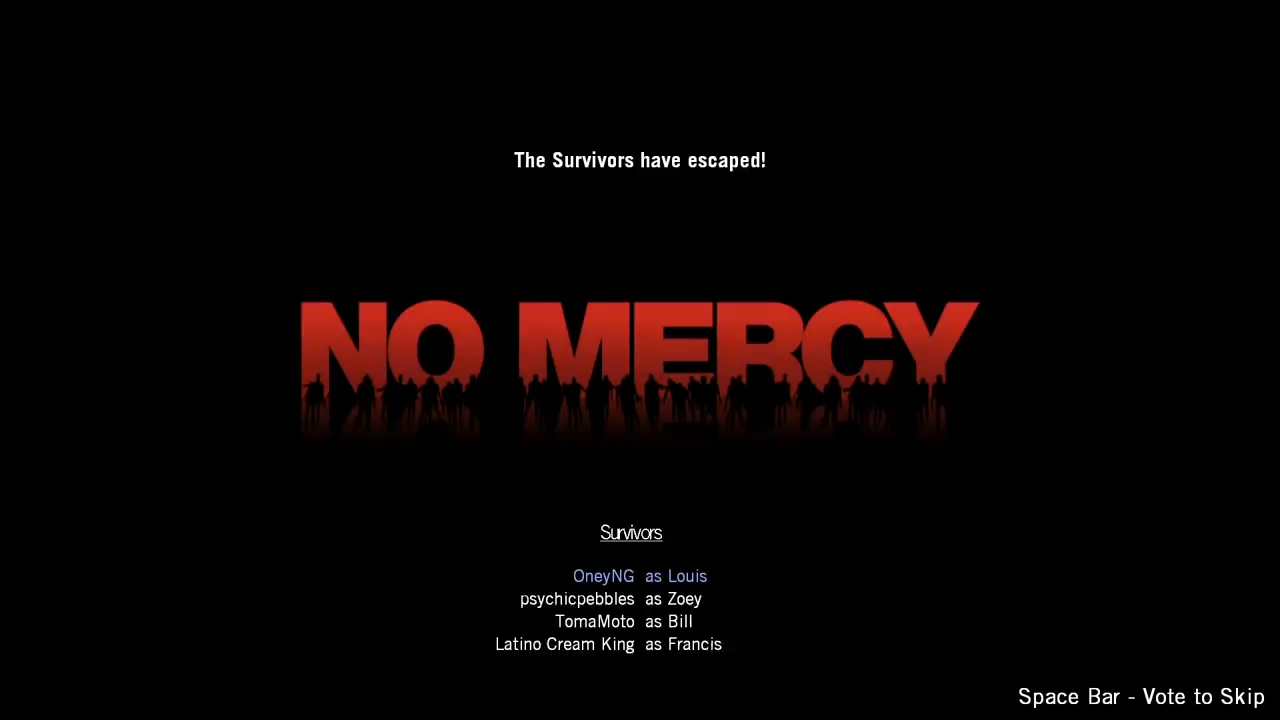 The Survivors have escaped!
NO MERCY
Survivors
OneyNG as Louis
psychicpebbles as Zoey
TomaMoto as Bill
Latino Cream King as Francis
Space Bar - Vote to Skip